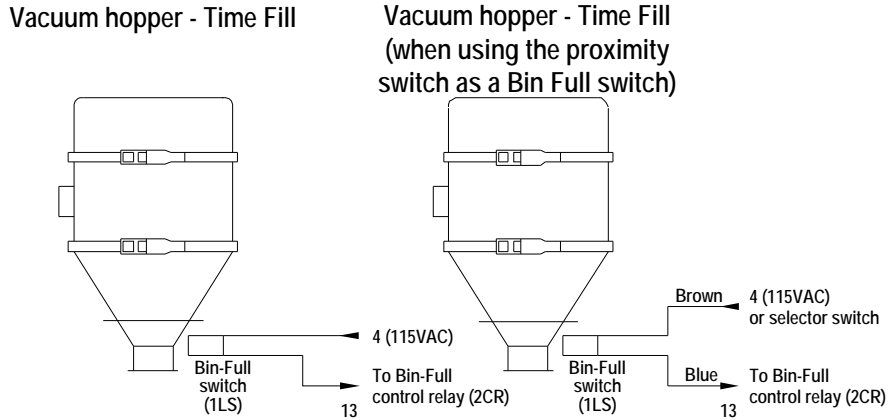 Vacuum hopper - Time Fill
4 (115VAC)
Bin-Full
switch
(1LS)
To Bin-Full
control relay (2CR)
13
Vacuum hopper - Time Fill
(when using the proximity
switch as a Bin Full switch)
Brown
4 (115VAC)
or selector switch
Bin-Full
switch
(1LS)
Blue
To Bin-Full
control relay (2CR)
13